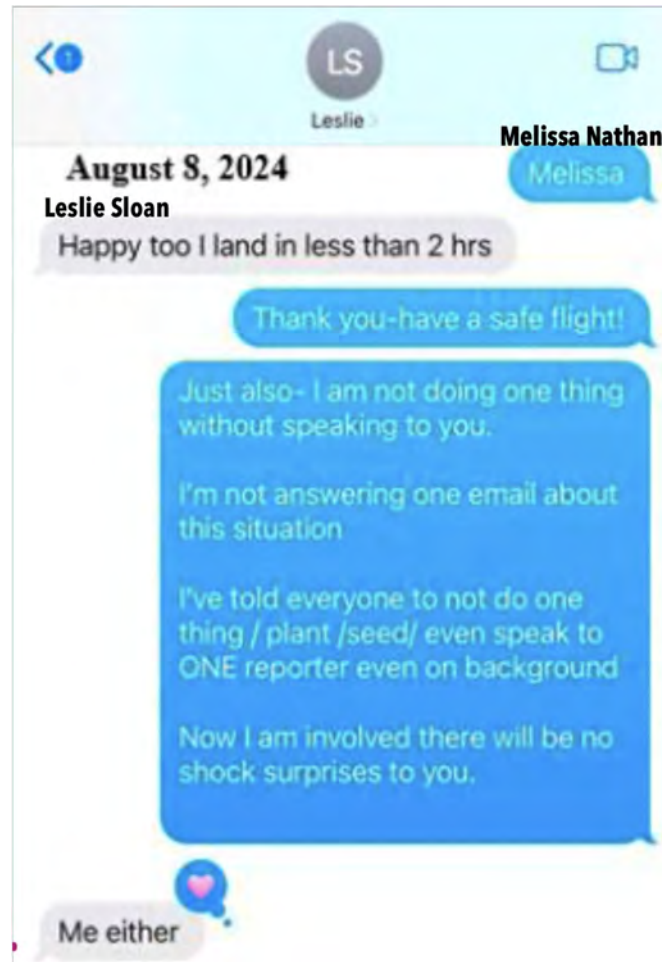 1
LS
Leslie
Melissa Nathan
August 8, 2024
Melissa
Leslie Sloan
Happy too I land in less than 2 hrs
Thank you-have a safe flight!
Just also- I am not doing one thing
without speaking to you.
I'm not answering one email about
this situation
I've told everyone to not do one
thing / plant /seed/ even speak to
ONE reporter even on background
Now I am involved there will be no
shock surprises to you.
Me either